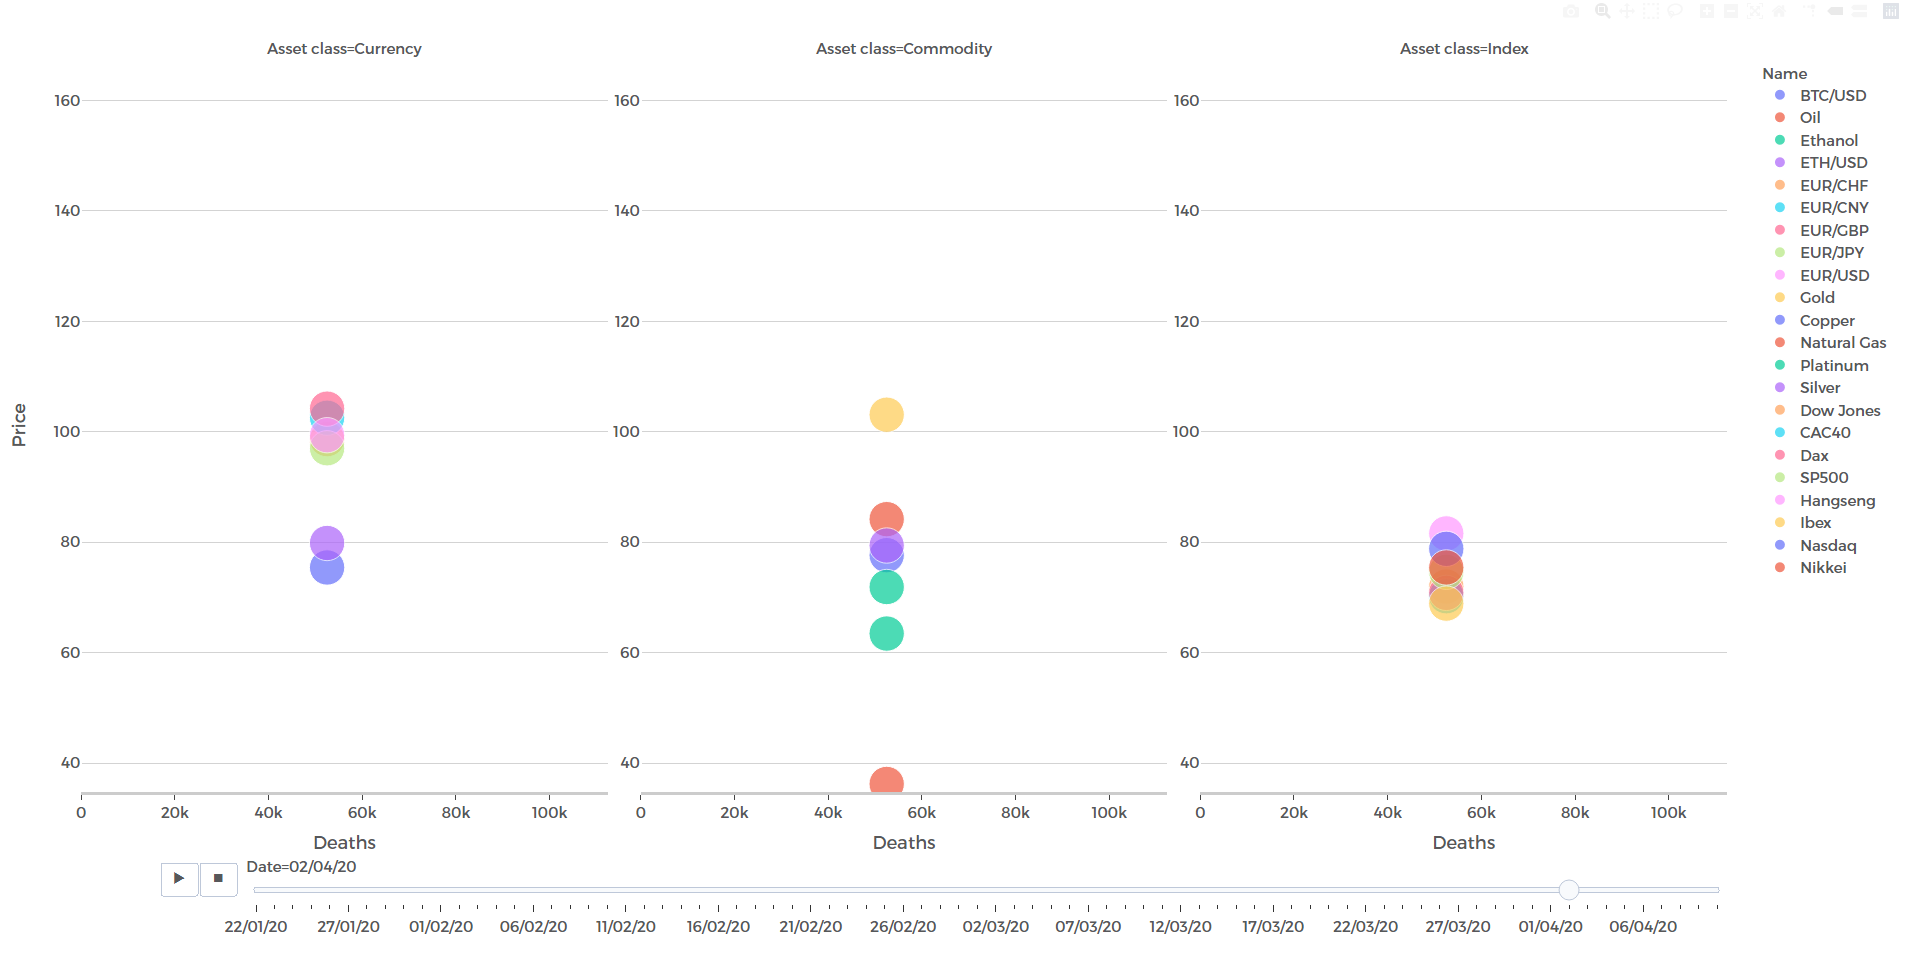 Asset class=Currency
Asset class=Commodity
Asset class=Index
Price
160
140
120
100
80
60
40
0 20k 40k 60k 80k 100k
Deaths
160
140
120
100
80
60
40
0 20k 40k 60k 80k 100k
Deaths
160
140
120
100
80
60
40
0 20k 40k 60k 80k 100k
Deaths
Name
BTC/USD
Oil
Ethanol
ETH/USD
EUR/CHF
EUR/CNY
EUR/GBP
EUR/JPY
EUR/USD
Gold
Copper
Natural Gas
Platinum
Silver
Dow Jones
CAC40
Dax
SP500
Hangseng
Ibex
Nasdaq
Nikkei
Date=02/04/20
22/01/20 27/01/20 01/02/20 06/02/20 11/02/20 16/02/20 21/02/20 26/02/20 02/03/20 07/03/20 12/03/20 17/03/20 22/03/20 27/03/20 01/04/20 06/04/20